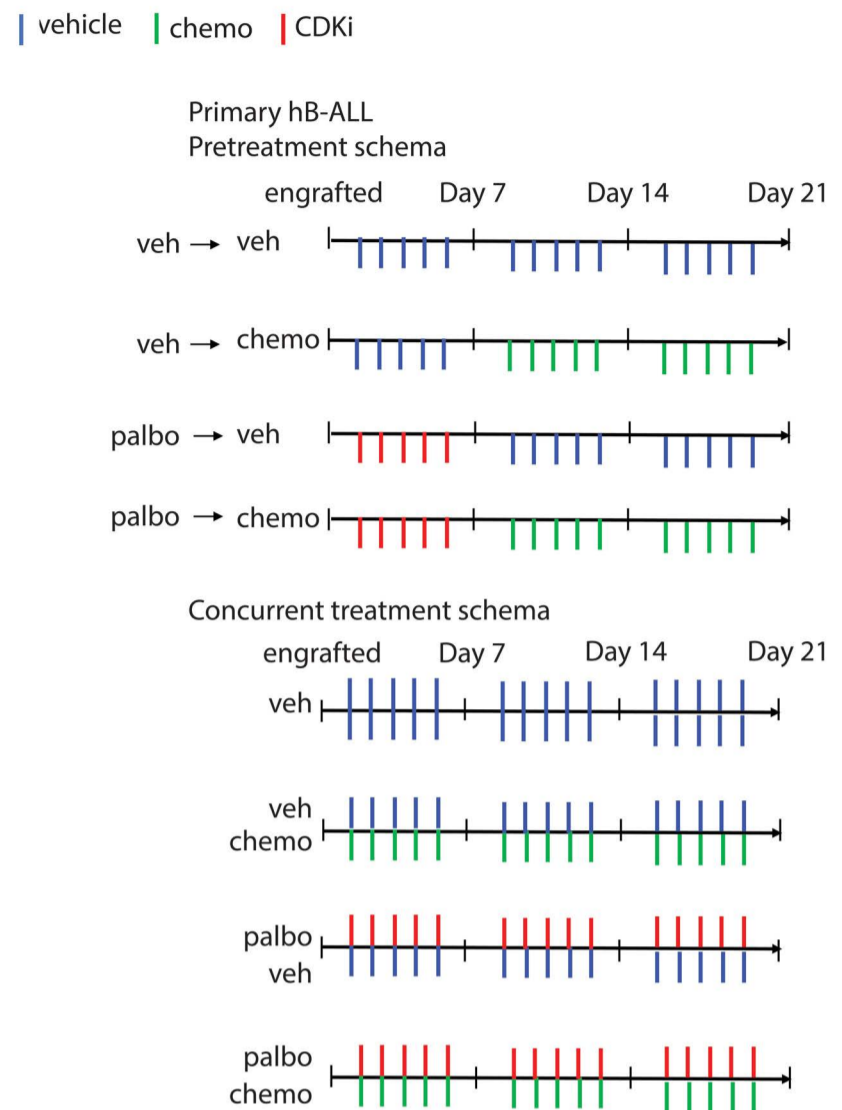 vehicle chemo CDKi
Primary hB-ALL
Pretreatment schema
engrafted Day 7 Day 14 Day 21
veh → veh
veh → chemo
palbo → veh
palbo → chemo
Concurrent treatment schema
engrafted Day 7 Day 14 Day 21
veh
veh
chemo
palbo
veh
palbo
chemo